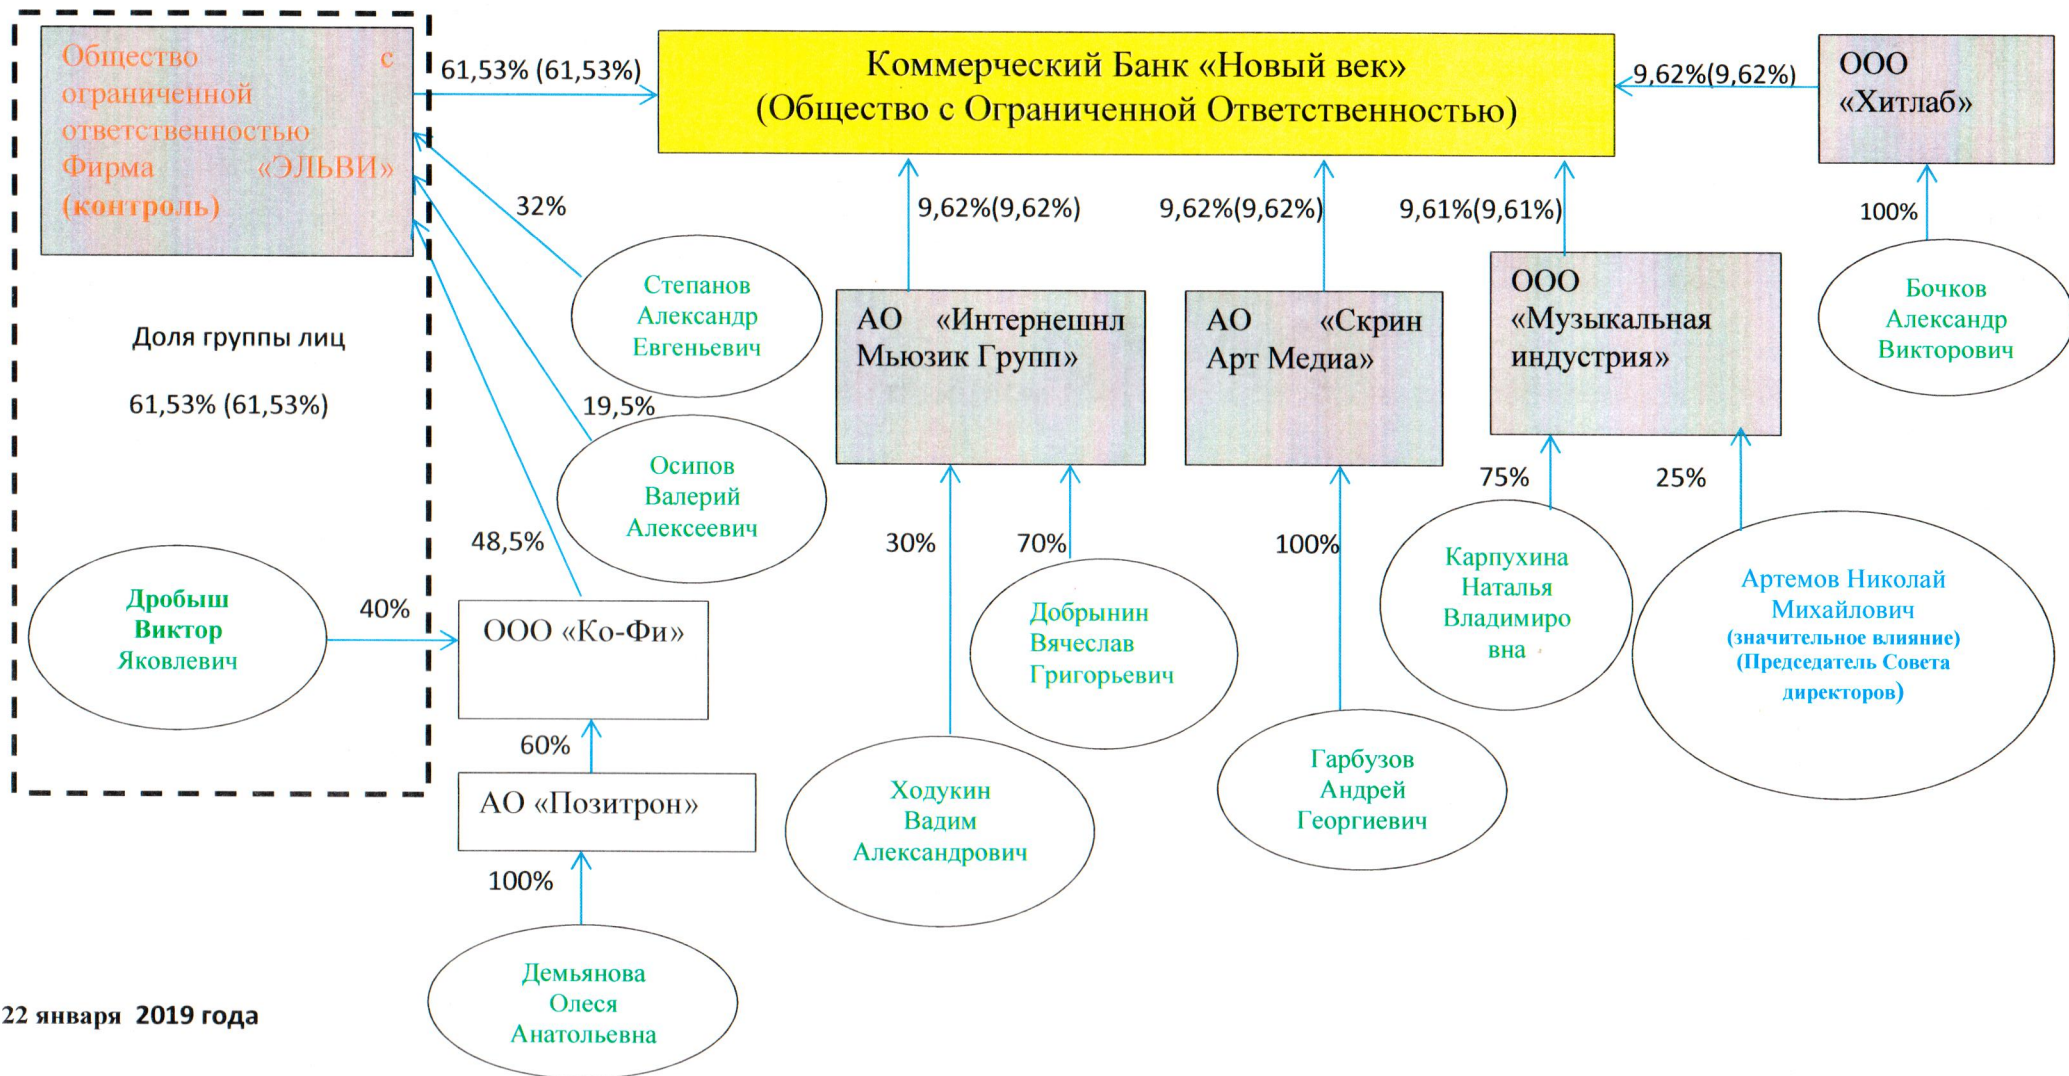 Общество с
ограниченной
ответственностью
Фирма «ЭЛЬВИ»
(контроль)
61,53% (61,53%)
Коммерческий Банк «Новый век»
(Общество с Ограниченной Ответственностью)
9,62%(9,62%)
ООО
«Хитлаб»
32%
9,62%(9,62%)
9,62%(9,62%)
9,61%(9,61%)
100%
Доля группы лиц
61,53% (61,53%)
Степанов
Александр
Евгеньевич
АО «Интернешнл
Мьюзик Групп»
АО «Скрин
Арт Медиа»
ООО
«Музыкальная
индустрия»
Бочков
Александр
Викторович
19,5%
Осипов
Валерий
Алексеевич
48,5%
30%
70%
100%
75%
25%
Дробыш
Виктор
Яковлевич
40%
ООО «Ко-Фи»
Добрынин
Вячеслав
Григорьевич
Карпухина
Наталья
Владимиро
вна
Артемов Николай
Михайлович
(значительное влияние)
(Председатель Совета
директоров)
60%
АО «Позитрон»
Ходукин
Вадим
Александрович
Гарбузов
Андрей
Георгиевич
100%
Демьянова
Олеся
Анатольевна
22 января 2019 года